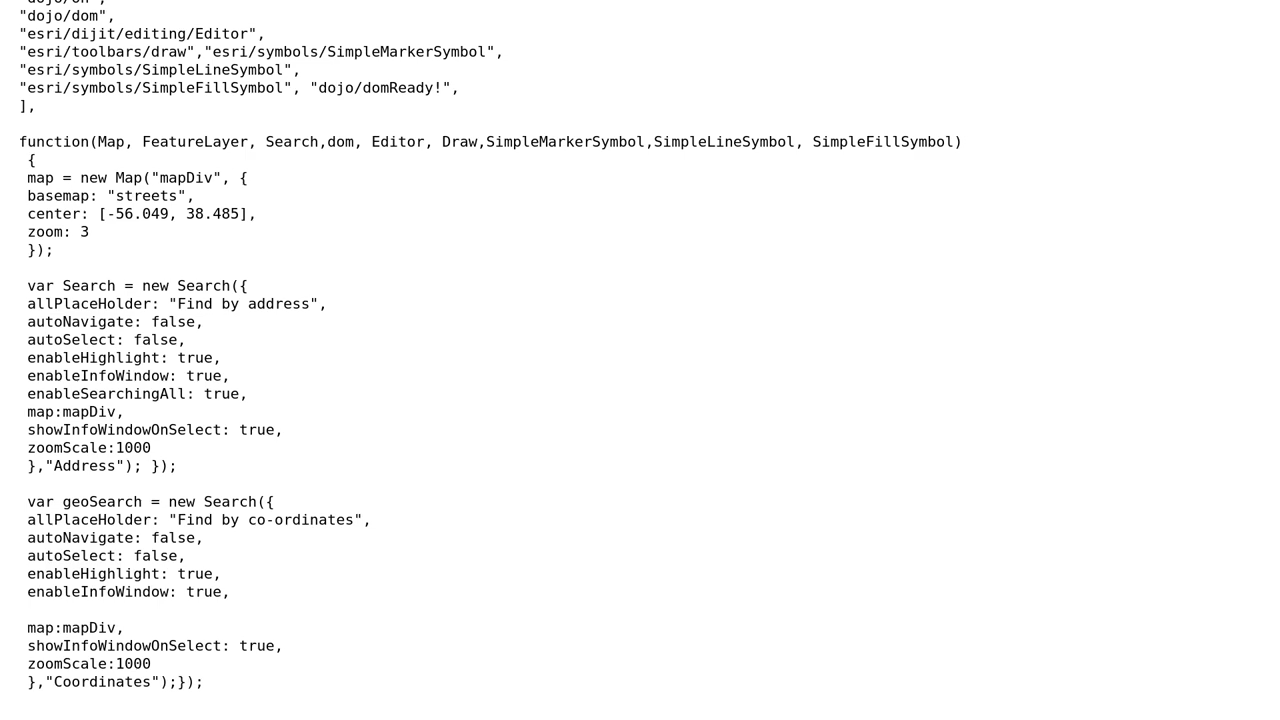 "dojo/on",
"dojo/dom",
"esri/dijit/editing/Editor",
"esri/toolbars/draw","esri/symbols/SimpleMarkerSymbol",
"esri/symbols/SimpleLineSymbol",
"esri/symbols/SimpleFillSymbol", "dojo/domReady!",
],
function(Map, FeatureLayer, Search,dom, Editor, Draw,SimpleMarkerSymbol,SimpleLineSymbol, SimpleFillSymbol)
{
map = new Map("mapDiv", {
basemap: "streets",
center: [-56.049, 38.485],
zoom: 3
});
var Search = new Search({
allPlaceHolder: "Find by address",
autoNavigate: false,
autoSelect: false,
enableHighlight: true,
enableInfoWindow: true,
enableSearchingAll: true,
map:mapDiv,
showInfoWindowOnSelect: true,
zoomScale:1000
},"Address"); });
var geoSearch = new Search({
allPlaceHolder: "Find by co-ordinates",
autoNavigate: false,
autoSelect: false,
enableHighlight: true,
enableInfoWindow: true,
map:mapDiv,
showInfoWindowOnSelect: true,
zoomScale:1000
},"Coordinates");});